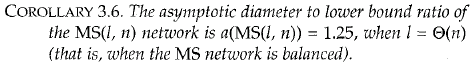 COROLLARY 3.6. The asymptotic diameter to lower bound ratio of
the MS(l, n) network is a(MS(l, n)) = 1.25, when l = Θ(n)
(that is, when the MS network is balanced).